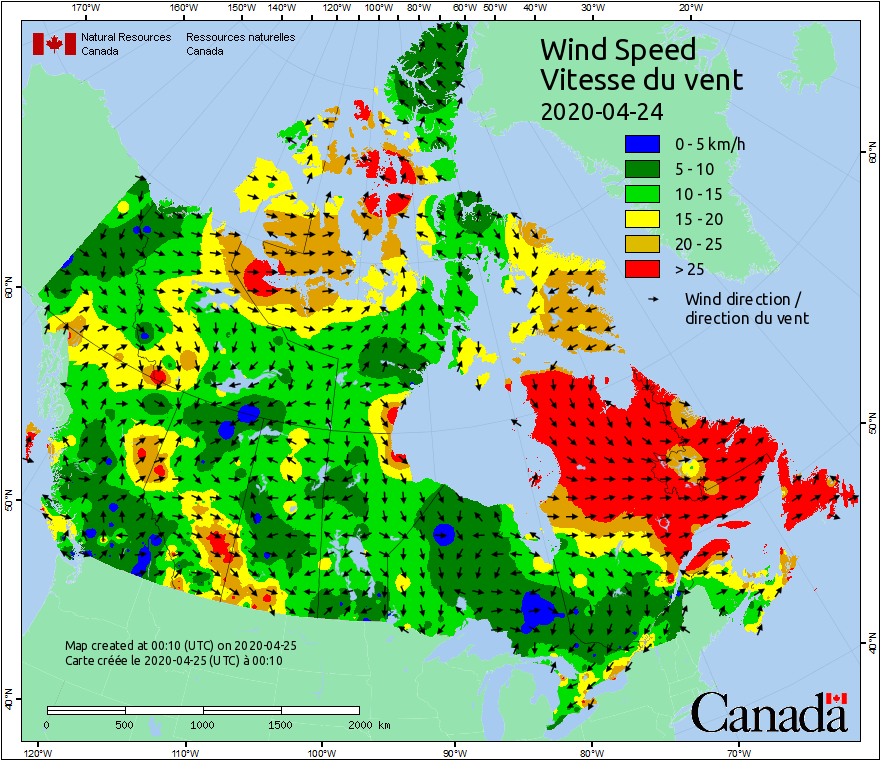 170°W 160°W 150°W 140°W 120°W 100°W 80°W 60°W 50°W 40°W 30°W 20°W
Natural Resources Ressources naturelles
Canada Canada
Wind Speed
Vitesse du vent
2020-04-24
0 - 5 km/h
5 - 10
10 - 15
15 - 20
20 - 25
> 25
Wind direction /
direction du vent
60°N
50°N
40°N
60°N
50°N
40°N
Map created at 00:10 (UTC) on 2020-04-25
Carte créée le 2020-04-25 (UTC) à 00:10
0 500 1000 1500 2000 km
Canada
120°W 110°W 100°W 90°W 80°W 70°W